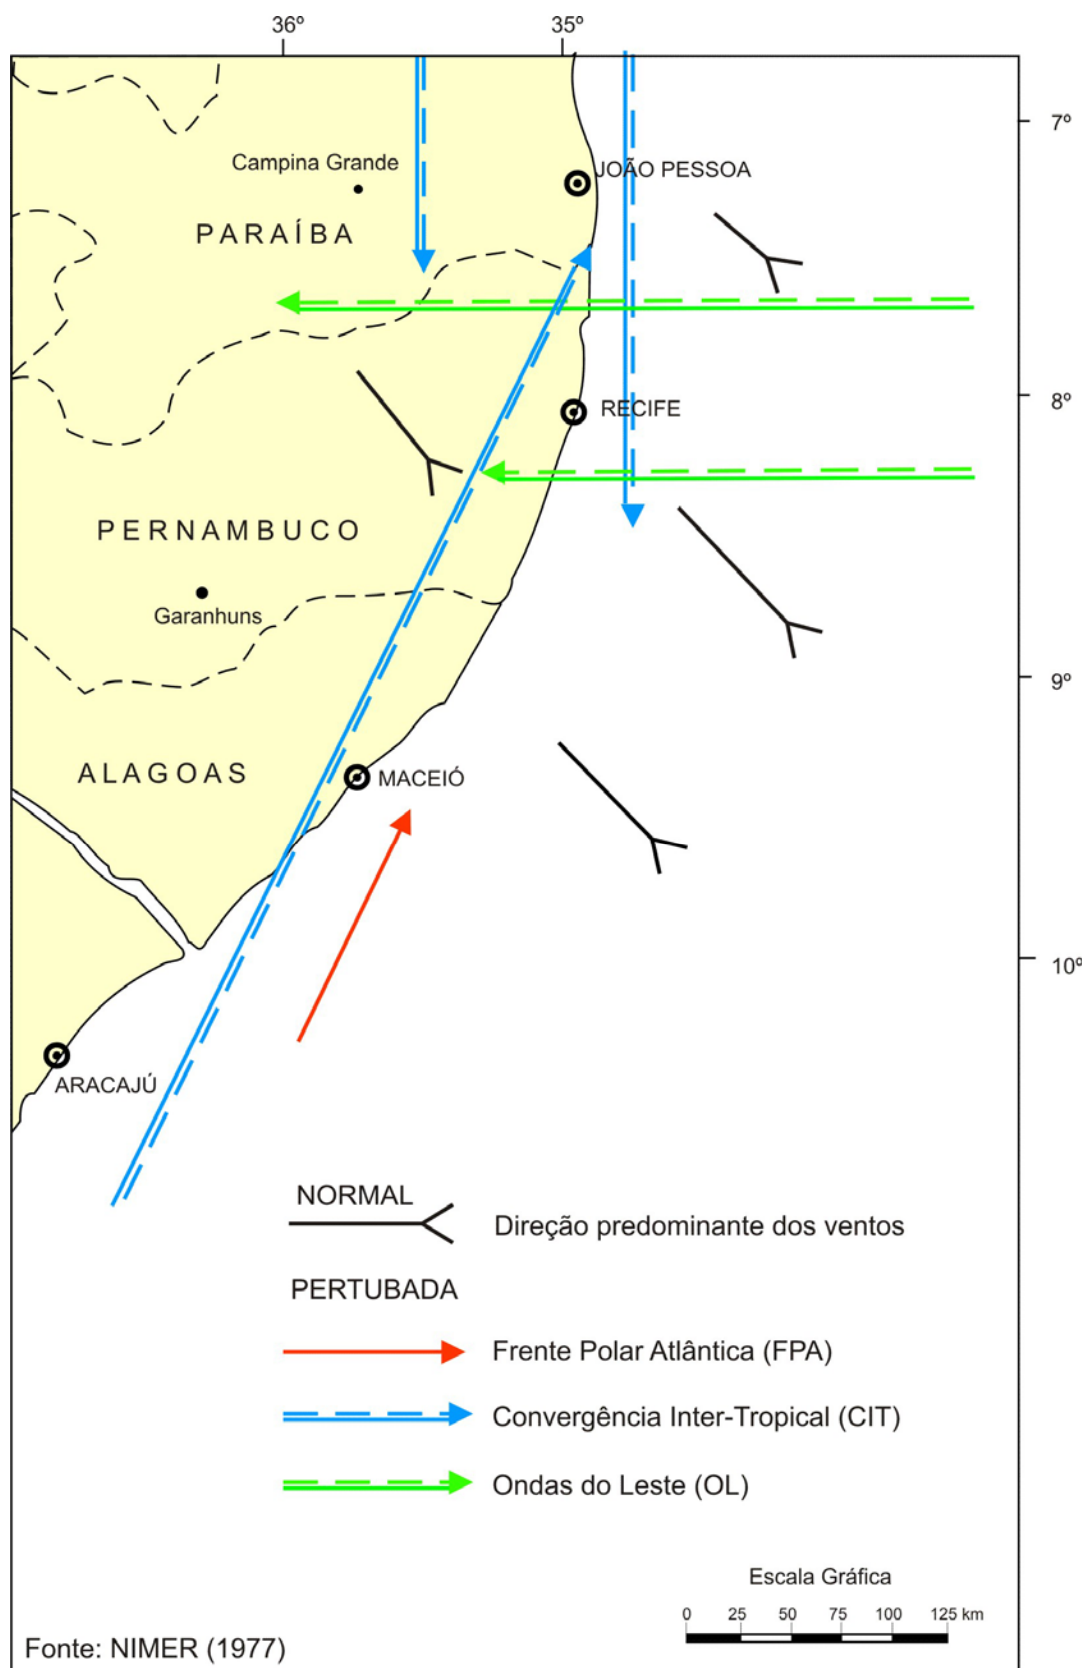 36º
35º
7º
Campina Grande
JOÃO PESSOA
PARAÍBA
8º
RECIFE
PERNAMBUCO
Garanhuns
9º
ALAGOAS
MACEIÓ
10º
ARACAJÚ
NORMAL
Direção predominante dos ventos
PERTUBADA
Frente Polar Atlântica (FPA)
Convergência Inter-Tropical (CIT)
Ondas do Leste (OL)
Escala Gráfica
0 25 50 75 100 125 km
Fonte: NIMER (1977)